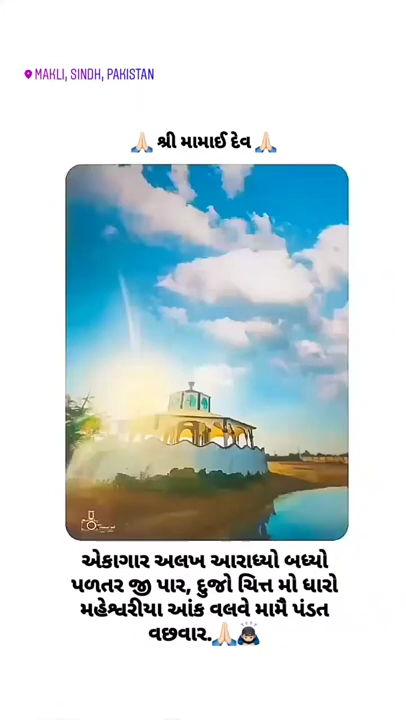 MAKLI, SINDH, PAKISTAN
🙏🏻 શ્રી મામાઈ દેવ 🙏🏻
એકાગાર અલખ આરાધ્યો બધ્યો
પળતર જી પાર, દુજો ચિત્ત મો ધારો
મહેશ્વરીયા આંક વલવે મામૈ પંડત
વછવાર.🙏🏻🙇🏻